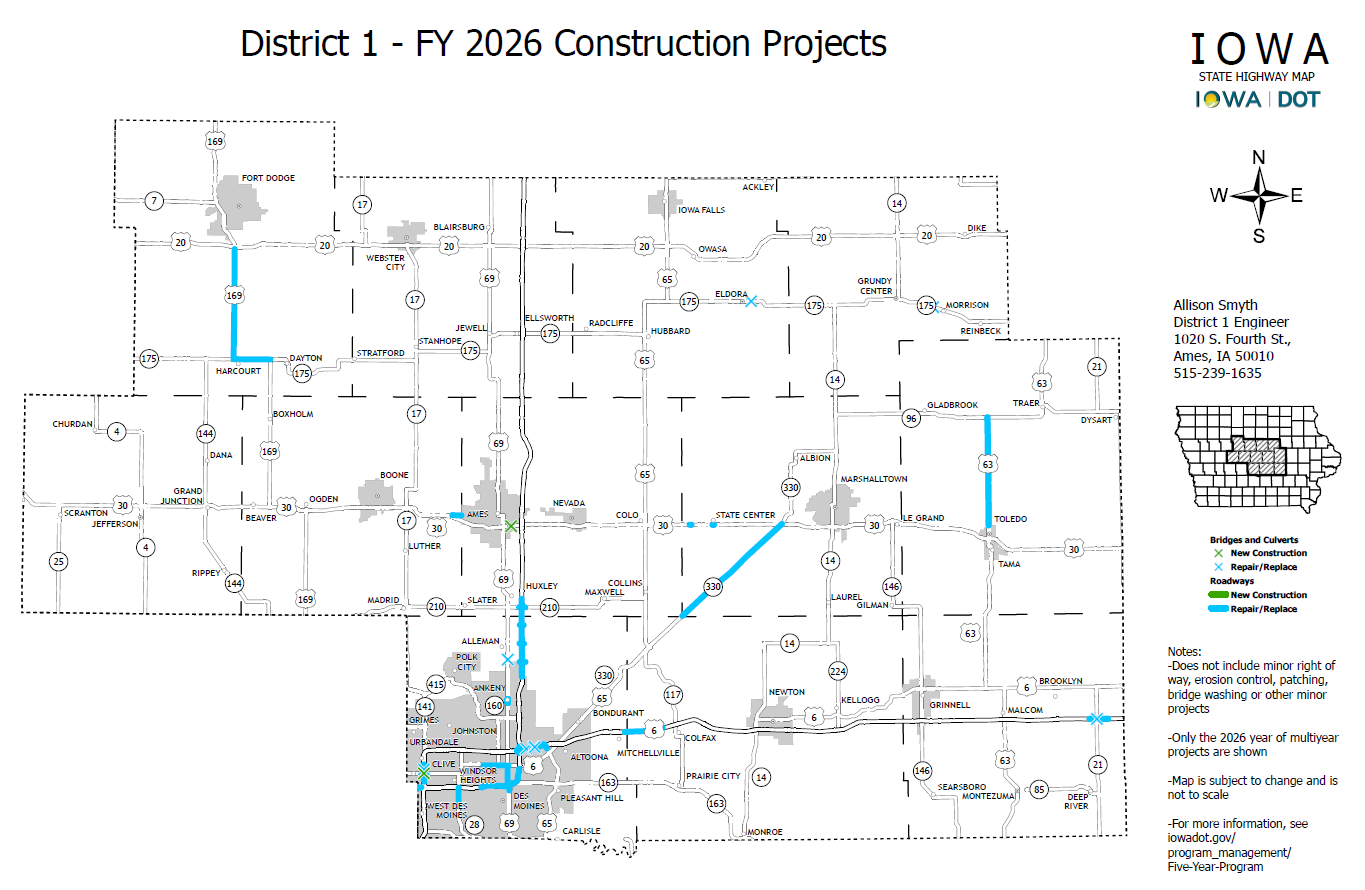 District 1 - FY 2026 Construction Projects
IOWA
STATE HIGHWAY MAP
IOWA | DOT
N
W
E
S
169
FORT DODGE
7
17
ACKLEY
IOWA FALLS
14
20
20
WEBSTER
CITY
BLAIRSBURG
20
20
OWASA
20
20
DIKE
69
65
169
17
175
ELDORA
175
GRUNDY
CENTER
175
MORRISON
REINBECK
JEWELL
ELLSWORTH
175
RADCLIFFE
HUBBARD
STANHOPE
175
STRATFORD
175
HARCOURT
DAYTON
175
65
14
63
21
CHURDAN
4
144
DANA
BOXHOLM
169
17
69
GLADBROOK
96
TRAER
DYSART
BOONE
65
ALBION
330
MARSHALLTOWN
63
GRAND
JUNCTION
30
SCRANTON
JEFFERSON
BEAVER
30
OGDEN
17
30
AMES
NEVADA
COLO
30
STATE CENTER
30
LE GRAND
TOLEDO
30
TAMA
25
4
LUTHER
14
RIPPEY
144
169
69
HUXLEY
COLLINS
MAXWELL
330
146
LAUREL
GILMAN
MADRID
210
SLATER
210
63
ALLEMAN
14
POLK
CITY
415
ANKENY
160
330
65
117
224
NEWTON
KELLOGG
6
GRINNELL
6
BROOKLYN
MALCOM
141
GRIMES
JOHNSTON
URBANDALE
BONDURANT
6
COLFAX
MITCHELLVILLE
ALTOONA
6
CLIVE
WINDSOR
HEIGHTS
163
PRAIRIE CITY
14
146
63
21
WEST DES
MOINES
DES
MOINES
PLEASANT HILL
163
SEARSBORO
MONTEZUMA
85
DEEP
RIVER
28
69
65
CARLISLE
MONROE
Allison Smyth
District 1 Engineer
1020 S. Fourth St.,
Ames, IA 50010
515-239-1635
Bridges and Culverts
New Construction
Repair/Replace
Roadways
New Construction
Repair/Replace
Notes:
-Does not include minor right of
way, erosion control, patching,
bridge washing or other minor
projects
-Only the 2026 year of multiyear
projects are shown
-Map is subject to change and is
not to scale
-For more information, see
iowadot.gov/
program_management/
Five-Year-Program